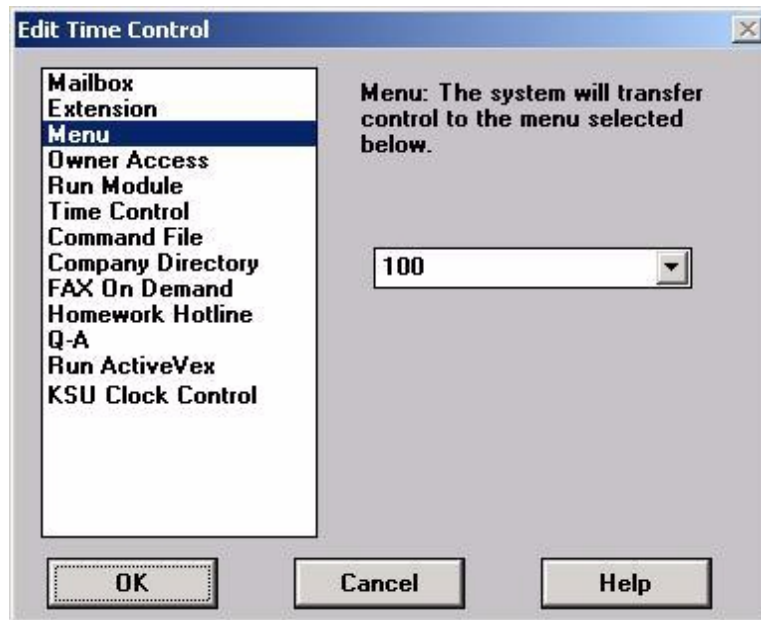 Edit Time Control
Mailbox
Extension
Menu
Owner Access
Run Module
Time Control
Command File
Company Directory
FAX On Demand
Homework Hotline
Q-A
Run ActiveVex
KSU Clock Control
Menu: The system will transfer
control to the menu selected
below.
100
OK
Cancel
Help